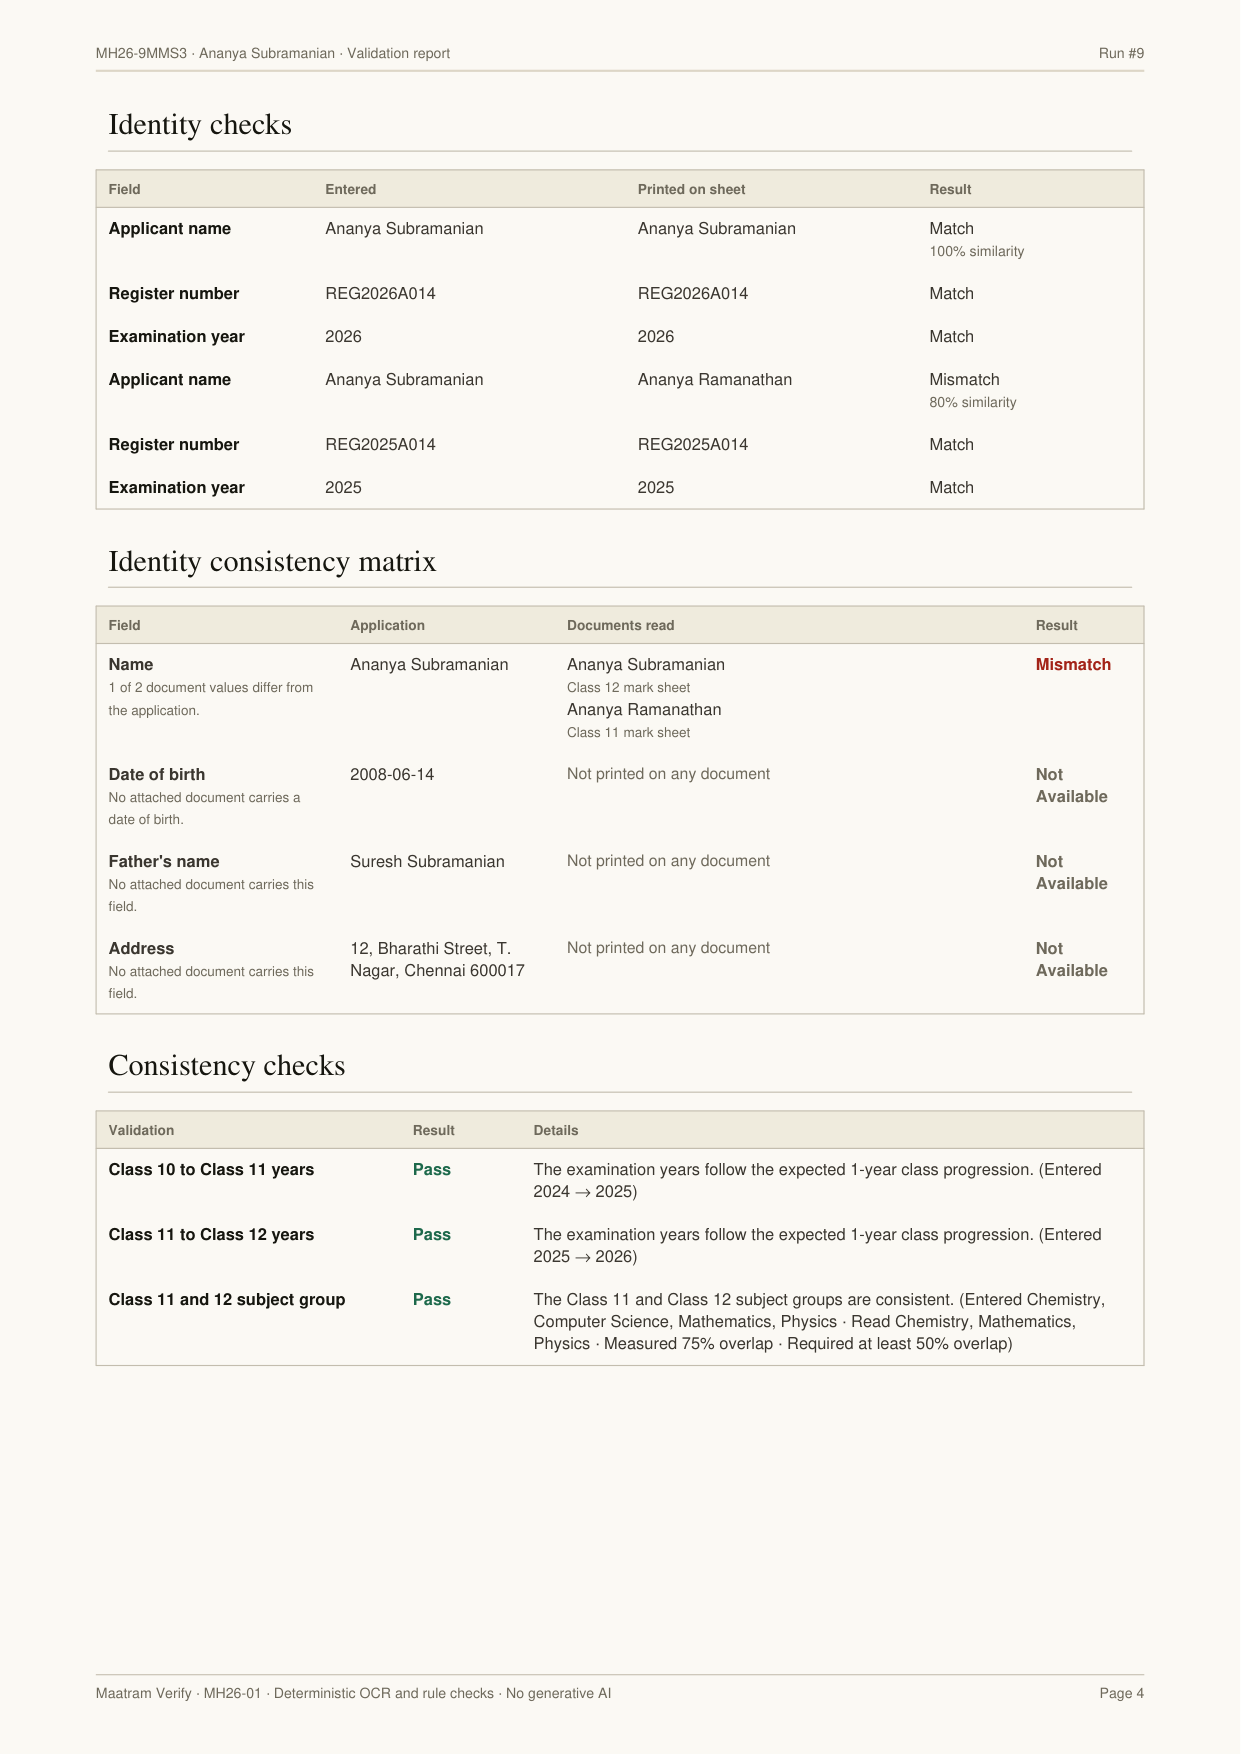 MH26-9MMS3 · Ananya Subramanian · Validation report Run #9
Identity checks
Field Entered Printed on sheet Result
Applicant name Ananya Subramanian Ananya Subramanian Match
100% similarity
Register number REG2026A014 REG2026A014 Match
Examination year 2026 2026 Match
Applicant name Ananya Subramanian Ananya Ramanathan Mismatch
80% similarity
Register number REG2025A014 REG2025A014 Match
Examination year 2025 2025 Match
Identity consistency matrix
Field Application Documents read Result
Name Ananya Subramanian Ananya Subramanian Mismatch
1 of 2 document values differ from Class 12 mark sheet
the application. Ananya Ramanathan
Class 11 mark sheet
Date of birth 2008-06-14 Not printed on any document Not
No attached document carries a Available
date of birth.
Father's name Suresh Subramanian Not printed on any document Not
No attached document carries this Available
field.
Address 12, Bharathi Street, T. Not printed on any document Not
No attached document carries this Nagar, Chennai 600017 Available
field.
Consistency checks
Validation Result Details
Class 10 to Class 11 years Pass The examination years follow the expected 1-year class progression. (Entered
2024 → 2025)
Class 11 to Class 12 years Pass The examination years follow the expected 1-year class progression. (Entered
2025 → 2026)
Class 11 and 12 subject group Pass The Class 11 and Class 12 subject groups are consistent. (Entered Chemistry,
Computer Science, Mathematics, Physics · Read Chemistry, Mathematics,
Physics · Measured 75% overlap · Required at least 50% overlap)
Maatram Verify · MH26-01 · Deterministic OCR and rule checks · No generative AI Page 4